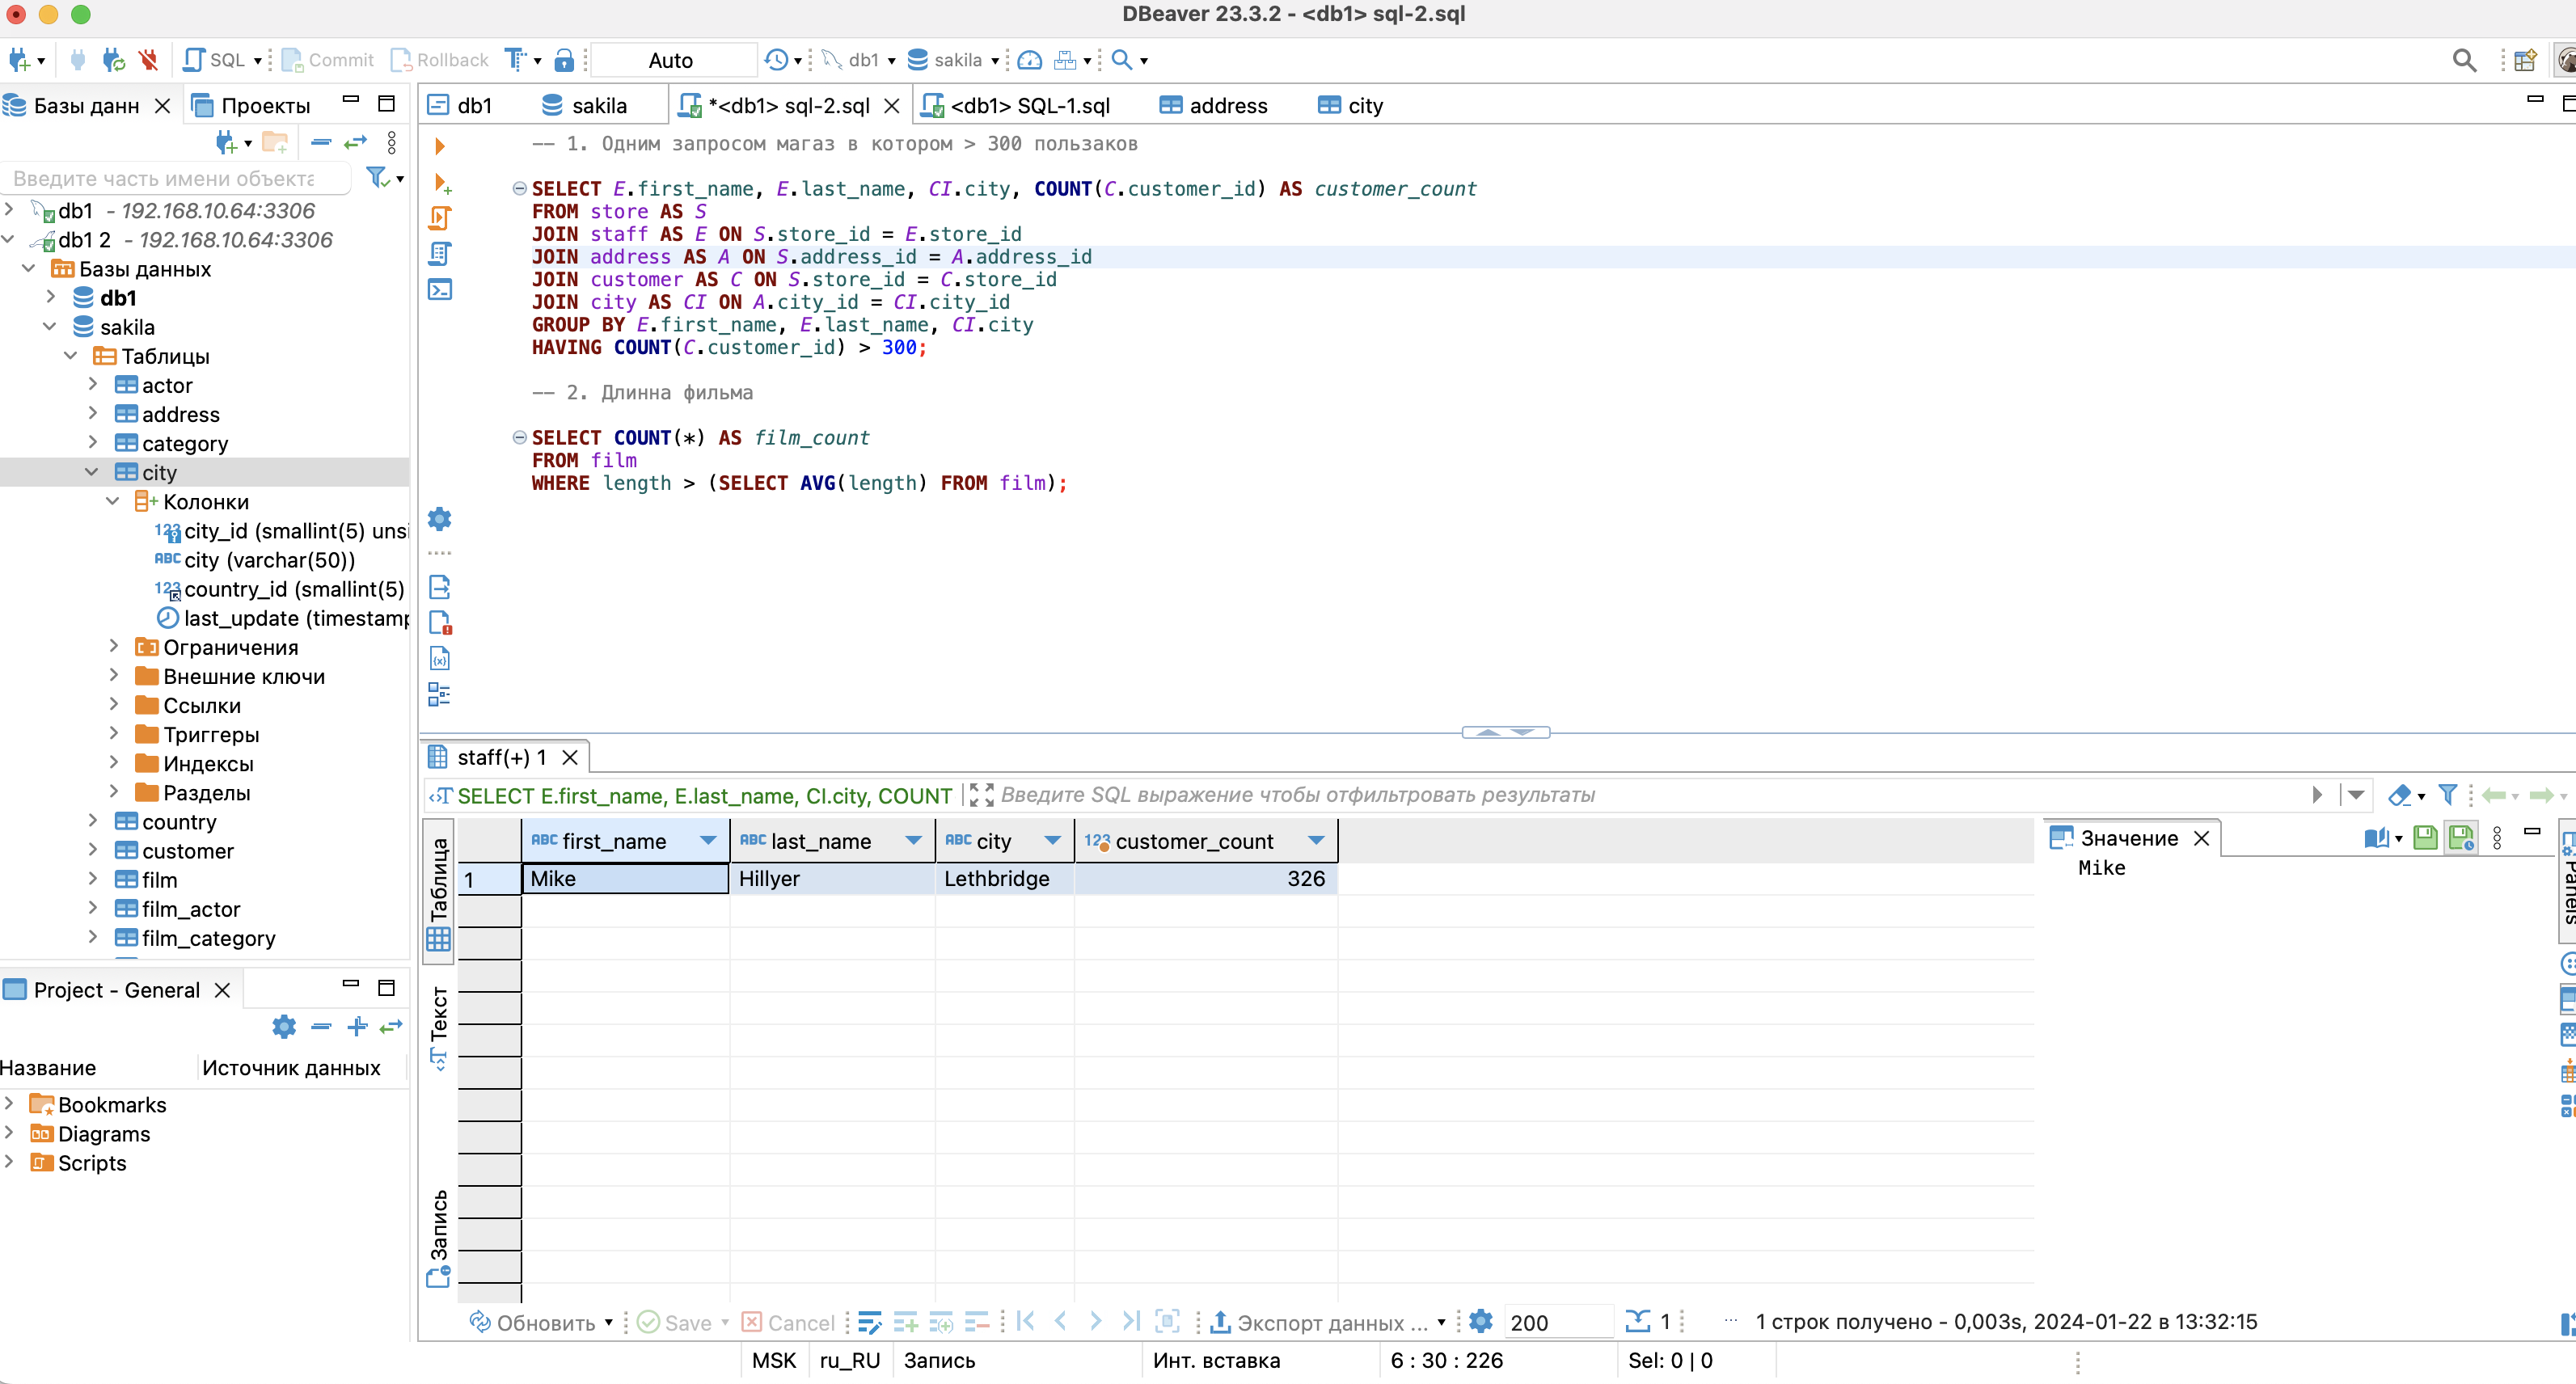 DBeaver 23.3.2 - <db1> sql-2.sql
SQL Commit Rollback Auto db1 sakila
Базы данн Проекты
db1 sakila *<db1> sql-2.sql <db1> SQL-1.sql address city
Введите часть имени объекта
db1 - 192.168.10.64:3306
db1 2 - 192.168.10.64:3306
Базы данных
db1
sakila
Таблицы
actor
address
category
city
Колонки
city_id (smallint(5) unsi
city (varchar(50))
country_id (smallint(5)
last_update (timestamp
Ограничения
Внешние ключи
Ссылки
Триггеры
Индексы
Разделы
country
customer
film
film_actor
film_category
Project - General
Название Источник данных
Bookmarks
Diagrams
Scripts
-- 1. Одним запросом магаз в котором > 300 пользаков
SELECT E.first_name, E.last_name, CI.city, COUNT(C.customer_id) AS customer_count
FROM store AS S
JOIN staff AS E ON S.store_id = E.store_id
JOIN address AS A ON S.address_id = A.address_id
JOIN customer AS C ON S.store_id = C.store_id
JOIN city AS CI ON A.city_id = CI.city_id
GROUP BY E.first_name, E.last_name, CI.city
HAVING COUNT(C.customer_id) > 300;
-- 2. Длинна фильма
SELECT COUNT(*) AS film_count
FROM film
WHERE length > (SELECT AVG(length) FROM film);
staff(+) 1
SELECT E.first_name, E.last_name, CI.city, COUNT Введите SQL выражение чтобы отфильтровать результаты
Таблица
Текст
Запись
ABC first_name ABC last_name ABC city 123 customer_count
1 Mike Hillyer Lethbridge 326
Значение
Mike
Panels
Обновить Save Cancel Экспорт данных ... 200 1 ... 1 строк получено - 0,003s, 2024-01-22 в 13:32:15
MSK ru_RU Запись Инт. вставка 6 : 30 : 226 Sel: 0 | 0